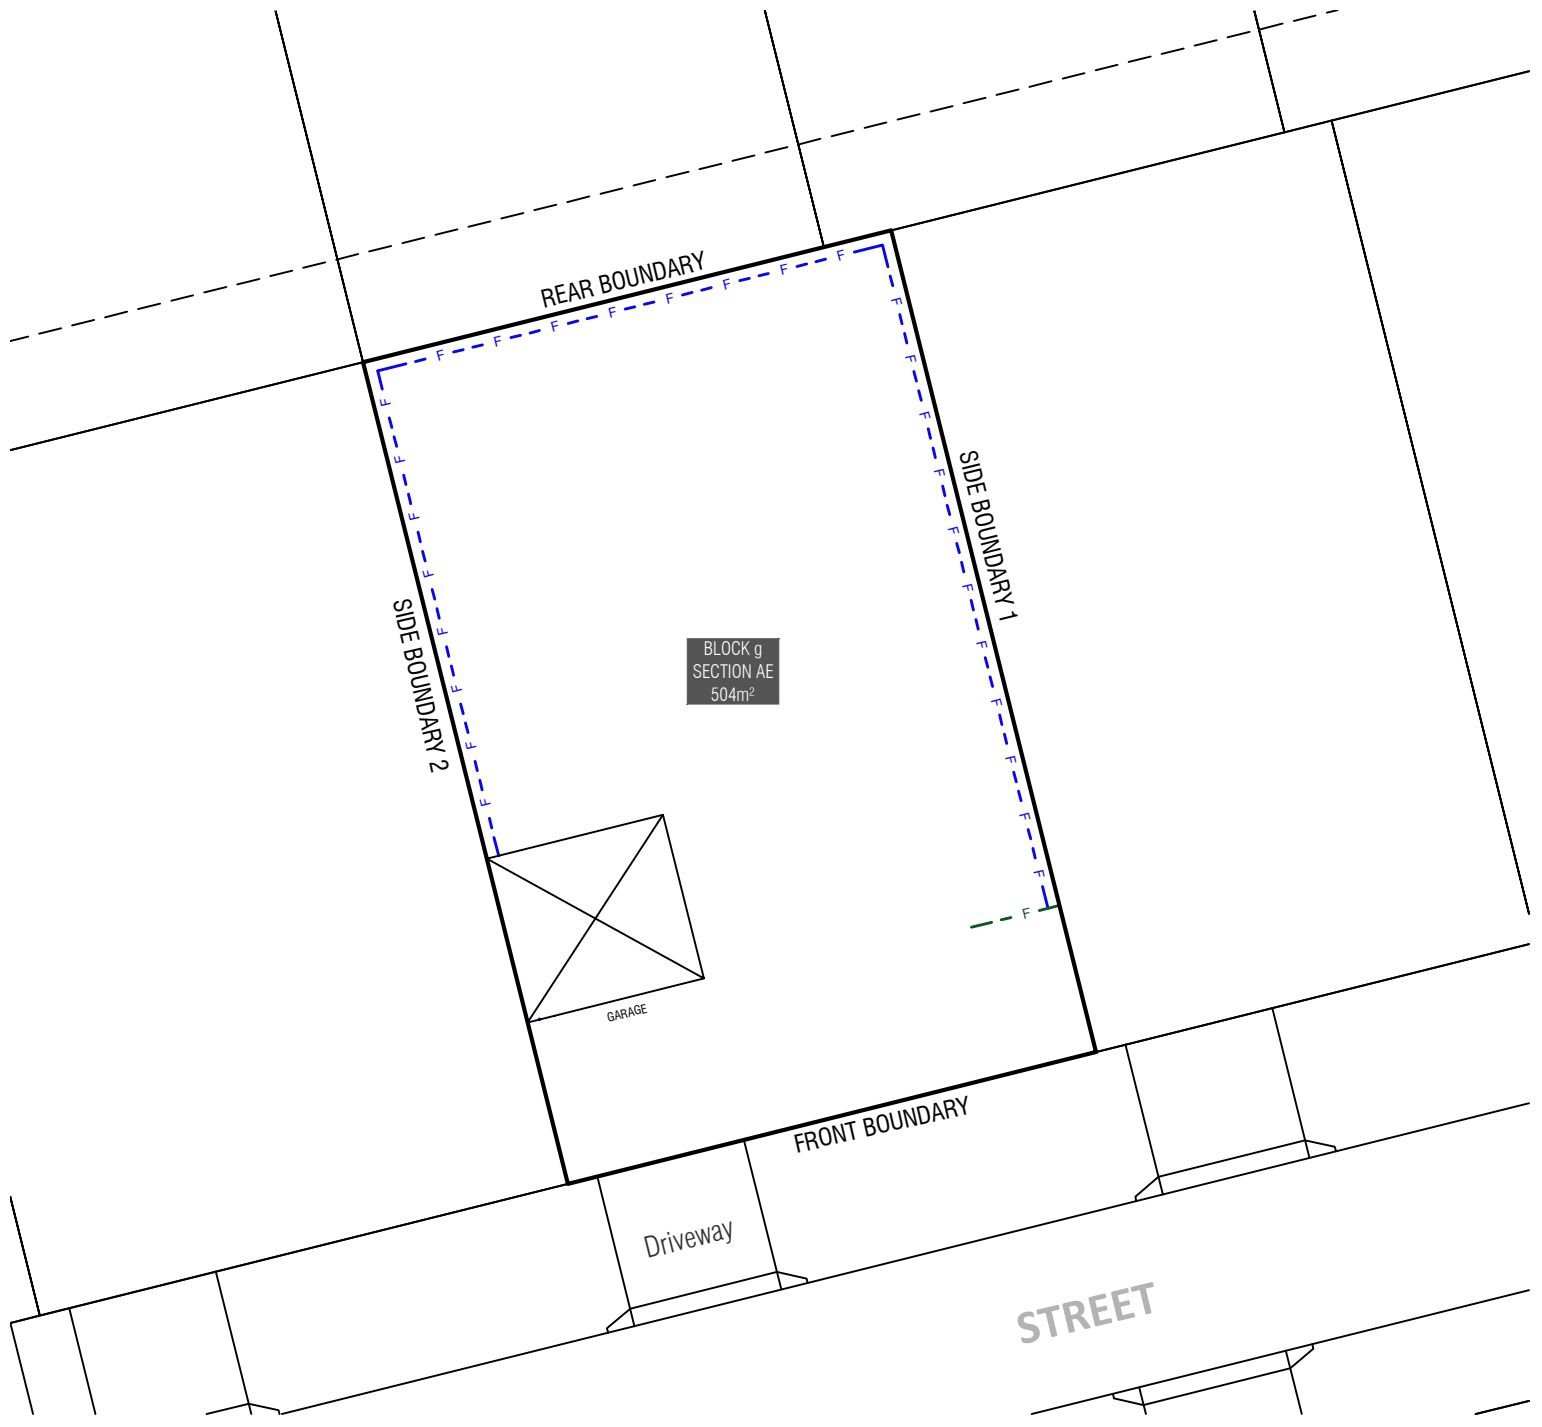 REAR BOUNDARY
F F F F F F F F
F F F F F F F F F F F
F F F F F F F F
SIDE BOUNDARY 1
SIDE BOUNDARY 2
BLOCK g
SECTION AE
504m²
F
GARAGE
FRONT BOUNDARY
Driveway
STREET